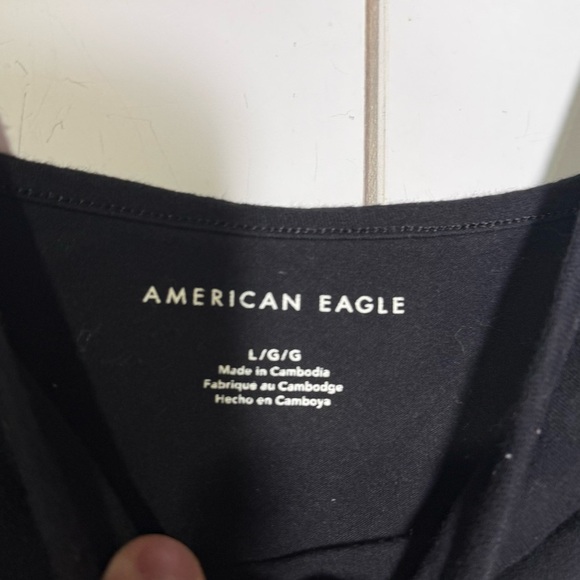 AMERICAN EAGLE
L/G/G
Made in Cambodia
Fabriqué au Cambodge
Hecho en Camboya